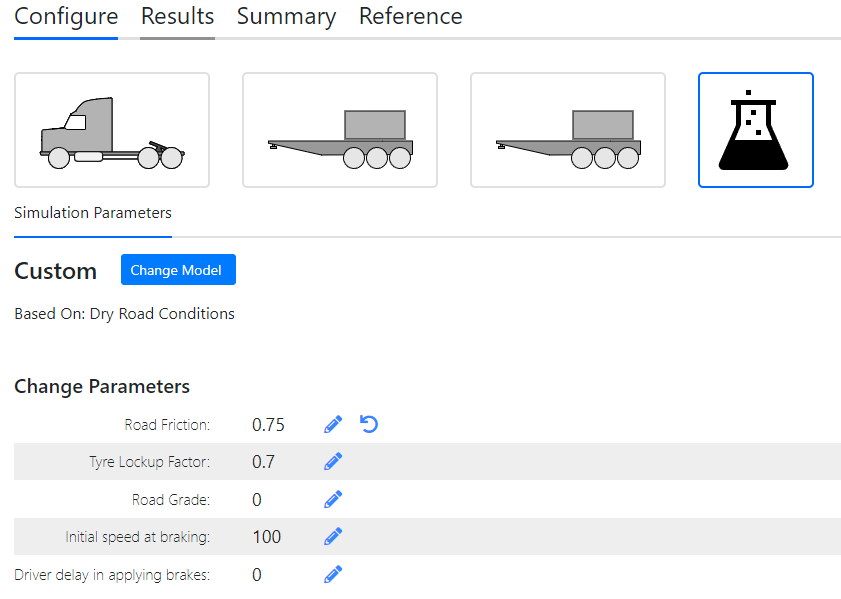 Configure Results Summary Reference
Simulation Parameters
Custom Change Model
Based On: Dry Road Conditions
Change Parameters
Road Friction: 0.75
Tyre Lockup Factor: 0.7
Road Grade: 0
Initial speed at braking: 100
Driver delay in applying brakes: 0